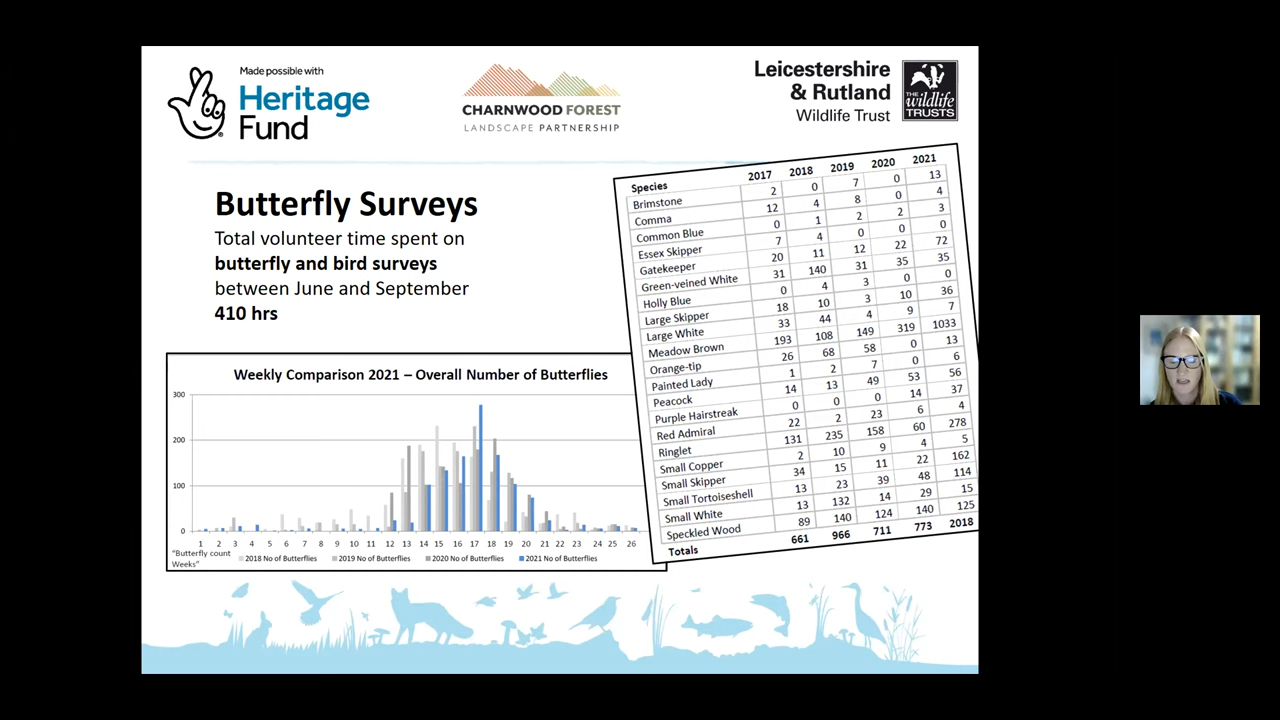 Made possible with
Heritage
Fund
CHARNWOOD FOREST
LANDSCAPE PARTNERSHIP
Leicestershire
& Rutland
Wildlife Trust
THE
wildlife
TRUSTS
Butterfly Surveys
Total volunteer time spent on
butterfly and bird surveys
between June and September
410 hrs
Species 2017 2018 2019 2020 2021
Brimstone 2 0 7 0 13
Comma 12 4 8 0 4
Common Blue 0 1 2 2 3
Essex Skipper 7 4 0 0 0
Gatekeeper 20 11 12 22 72
Green-veined White 31 140 31 35 35
Holly Blue 0 4 3 0 0
Large Skipper 18 10 3 10 36
Large White 33 44 4 9 7
Meadow Brown 193 108 149 319 1033
Orange-tip 26 68 58 0 13
Painted Lady 1 2 7 0 6
Peacock 14 13 49 53 56
Purple Hairstreak 0 0 0 14 37
Red Admiral 22 2 23 6 4
Ringlet 131 235 158 60 278
Small Copper 2 10 9 4 5
Small Skipper 34 15 11 22 162
Small Tortoiseshell 13 23 39 48 114
Small White 13 132 14 29 15
Speckled Wood 89 140 124 140 125
Totals 661 966 711 773 2018
Weekly Comparison 2021 – Overall Number of Butterflies
300
200
100
0
1 2 3 4 5 6 7 8 9 10 11 12 13 14 15 16 17 18 19 20 21 22 23 24 25 26
"Butterfly count
Weeks"
2018 No of Butterflies 2019 No of Butterflies 2020 No of Butterflies 2021 No of Butterflies